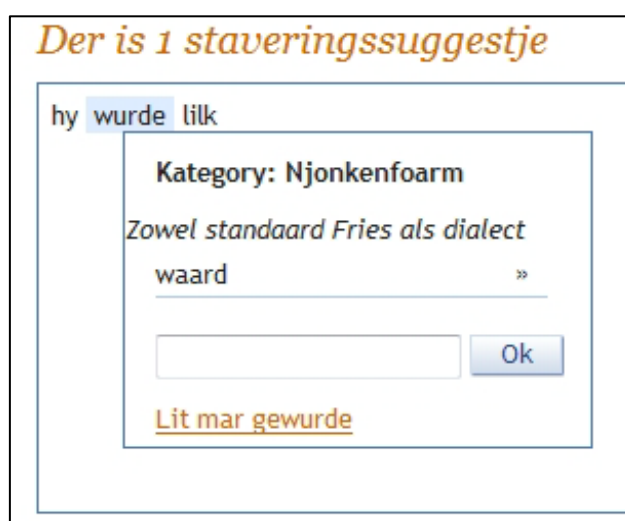 Der is 1 staveringssuggestje
hy wurde lilk
Kategory: Njonkenfoarm
Zowel standaard Fries als dialect
waard »
Ok
Lit mar gewurde